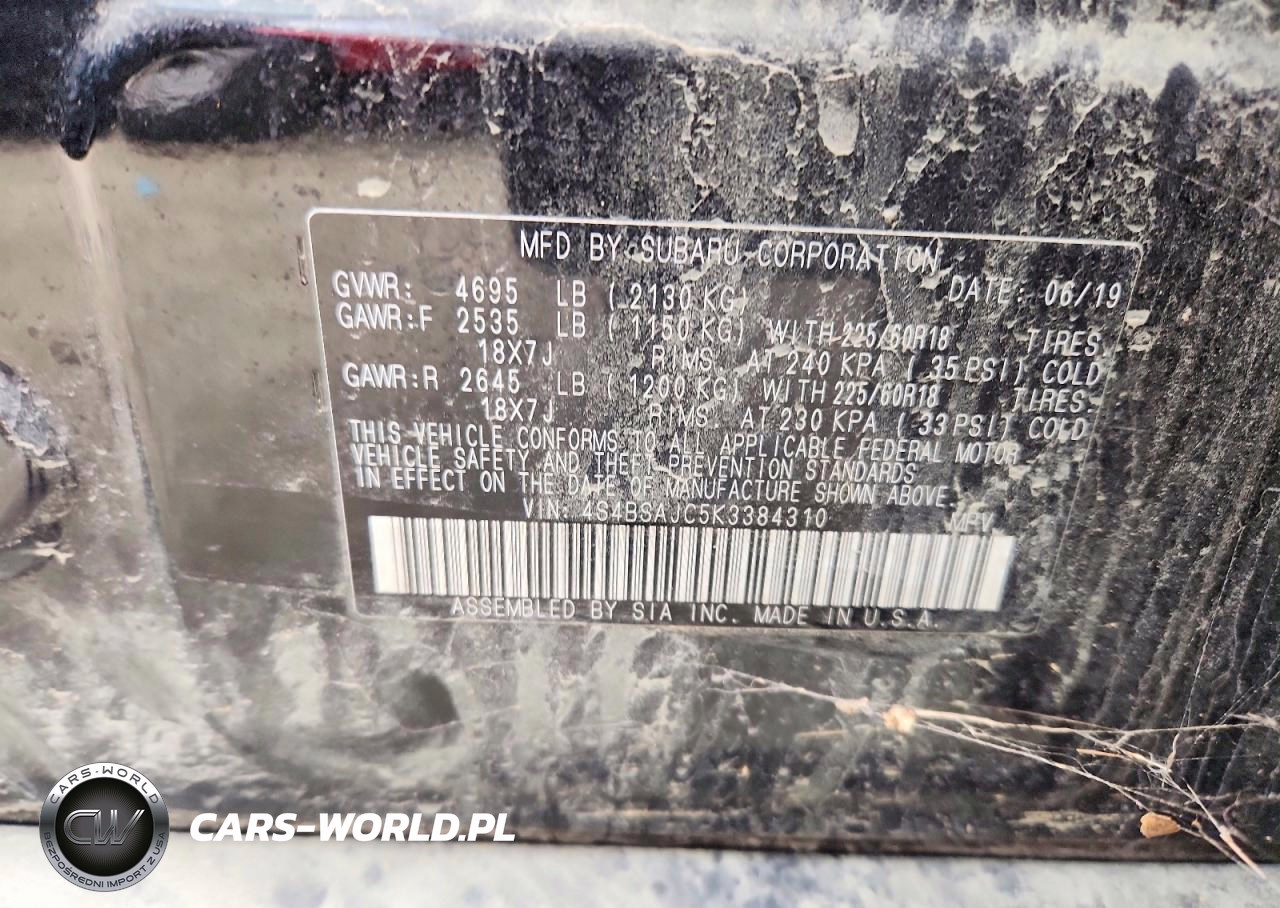 MFD BY SUBARU CORPORATION
GVWR: 4695 LB ( 2130 KG) DATE: 06/19
GAWR:F 2535 LB ( 1150 KG) WITH 225/60R18 TIRES
18X7J RIMS. AT 240 KPA ( 35 PSI) COLD
GAWR:R 2645 LB ( 1200 KG) WITH 225/60R18 TIRES.
18X7J RIMS. AT 230 KPA ( 33 PSI) COLD
THIS VEHICLE CONFORMS TO ALL APPLICABLE FEDERAL MOTOR
VEHICLE SAFETY AND THEFT PREVENTION STANDARDS
IN EFFECT ON THE DATE OF MANUFACTURE SHOWN ABOVE.
VIN: 4S4BSAJC5K3384310 MPV
ASSEMBLED BY SIA INC. MADE IN U.S.A.
CARS-WORLD
CW
BEZPOŚREDNI IMPORT Z USA
CARS-WORLD.PL